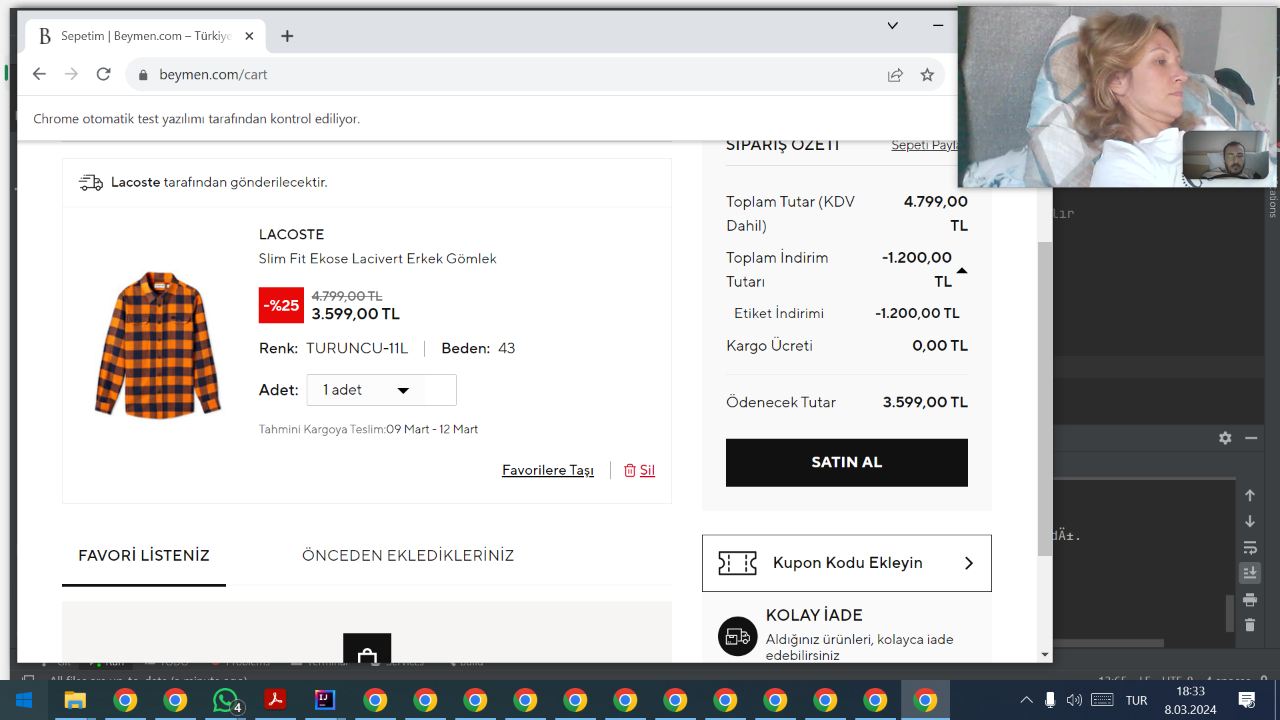 Sepetim | Beymen.com – Türkiye
beymen.com/cart
Chrome otomatik test yazılımı tarafından kontrol ediliyor.
Lacoste tarafından gönderilecektir.
LACOSTE
Slim Fit Ekose Lacivert Erkek Gömlek
-%25
4.799,00 TL
3.599,00 TL
Renk: TURUNCU-11L
Beden: 43
Adet:
1 adet
Tahmini Kargoya Teslim:09 Mart - 12 Mart
Favorilere Taşı
Sil
FAVORİ LİSTENİZ
ÖNCEDEN EKLEDİKLERİNİZ
SİPARİŞ ÖZETİ
Sepeti Payla
Toplam Tutar (KDV
Dahil)
4.799,00
TL
Toplam İndirim
Tutarı
-1.200,00
TL
Etiket İndirimi
-1.200,00 TL
Kargo Ücreti
0,00 TL
Ödenecek Tutar
3.599,00 TL
SATIN AL
Kupon Kodu Ekleyin
KOLAY İADE
Aldığınız ürünleri, kolayca iade
edebilirsiniz
ations
dÄ±.
4
TUR
18:33
8.03.2024